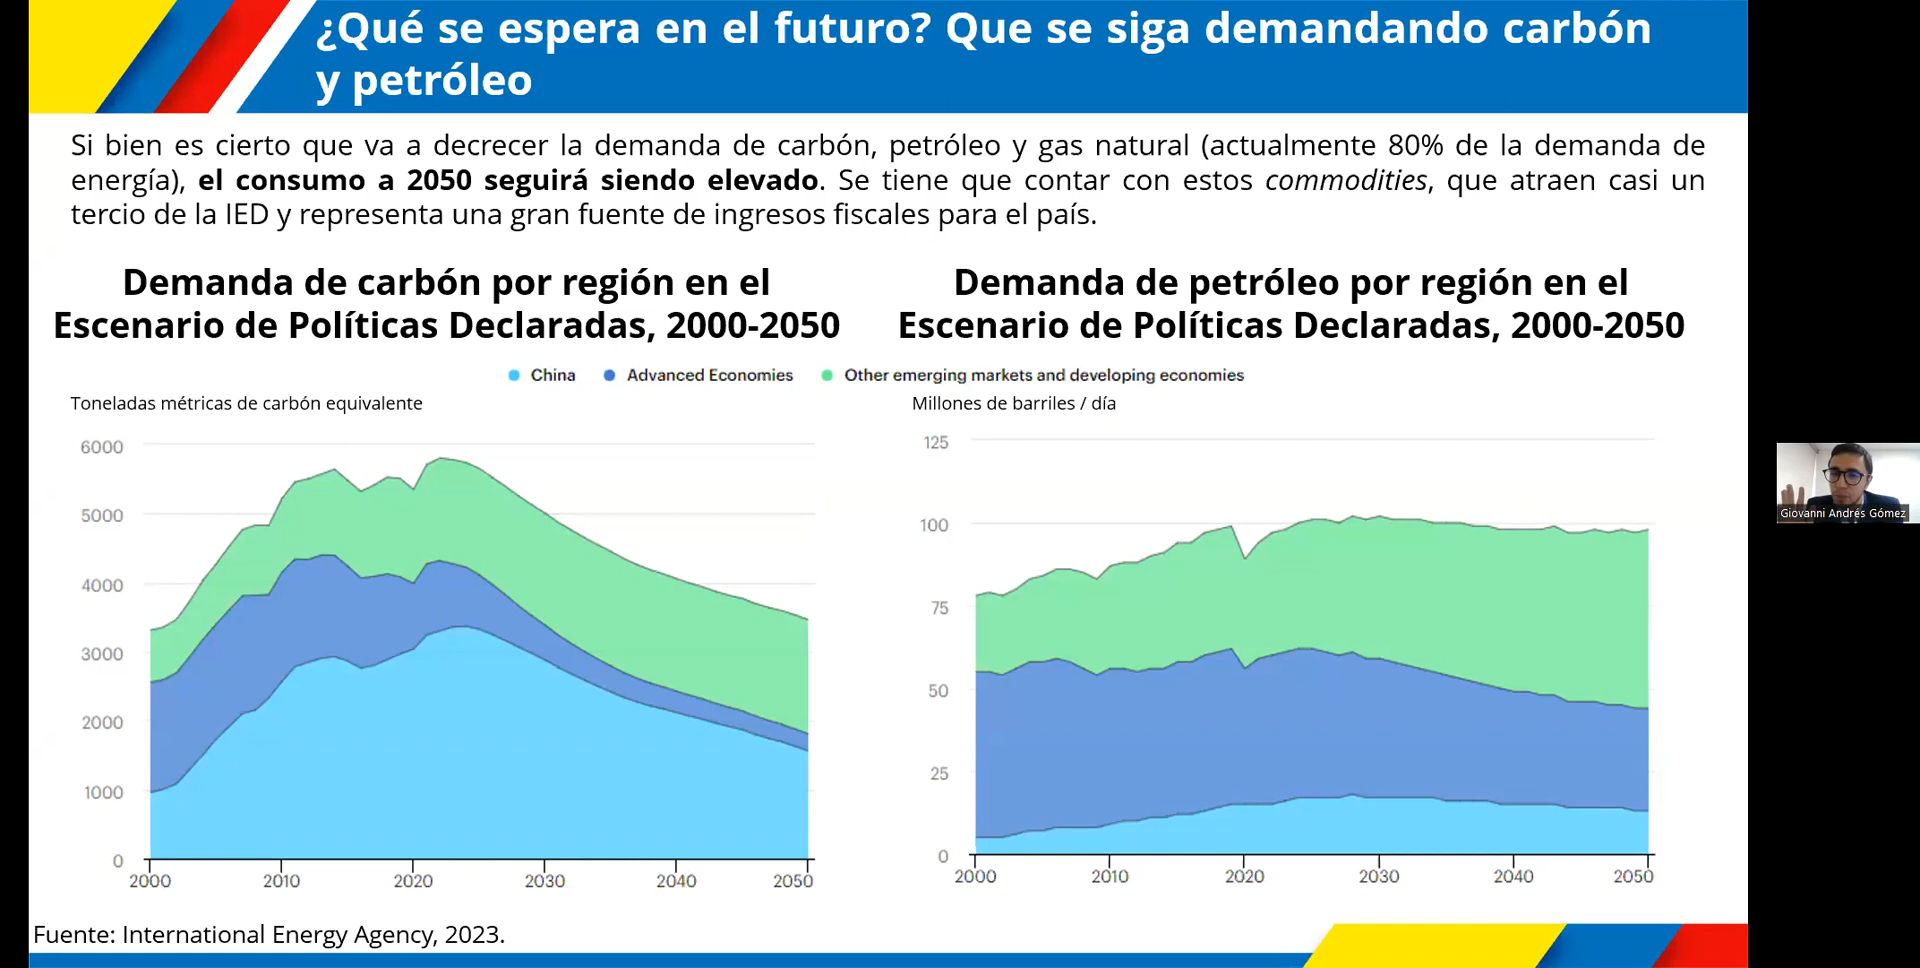 ¿Qué se espera en el futuro? Que se siga demandando carbón
y petróleo
Si bien es cierto que va a decrecer la demanda de carbón, petróleo y gas natural (actualmente 80% de la demanda de
energía), el consumo a 2050 seguirá siendo elevado. Se tiene que contar con estos commodities, que atraen casi un
tercio de la IED y representa una gran fuente de ingresos fiscales para el país.
Demanda de carbón por región en el
Escenario de Políticas Declaradas, 2000-2050
Demanda de petróleo por región en el
Escenario de Políticas Declaradas, 2000-2050
China
Advanced Economies
Other emerging markets and developing economies
Toneladas métricas de carbón equivalente
6000
5000
4000
3000
2000
1000
0
2000 2010 2020 2030 2040 2050
Millones de barriles / día
125
100
75
50
25
0
2000 2010 2020 2030 2040 2050
Giovanni Andrés Gómez
Fuente: International Energy Agency, 2023.